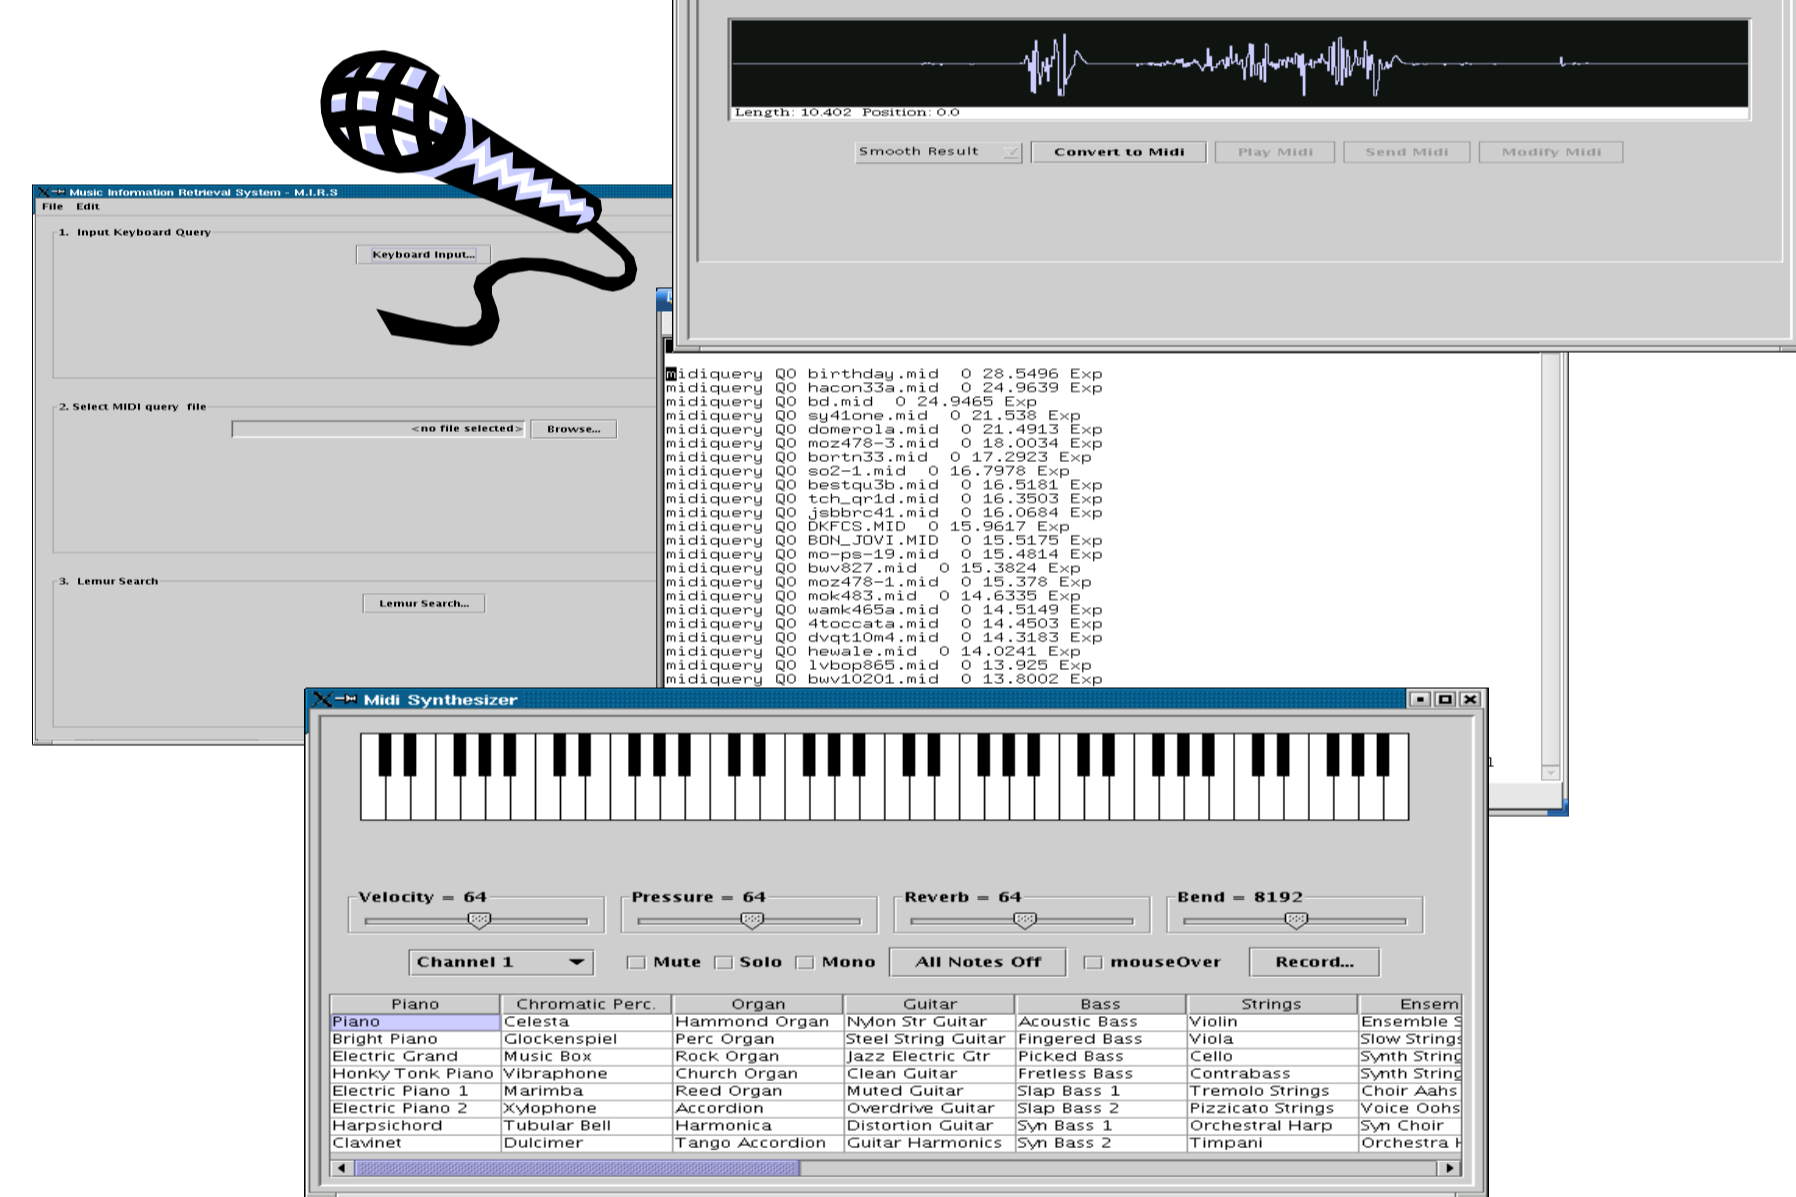 Length: 10.402 Position: 0.0
Smooth Result Convert to Midi Play Midi Send Midi Modify Midi
Music Information Retrieval System - M.I.R.S
File Edit
1. Input Keyboard Query
Keyboard Input...
2. Select MIDI query file
<no file selected> Browse...
3. Lemur Search
Lemur Search...
midiquery Q0 birthday.mid 0 28.5496 Exp
midiquery Q0 hacon33a.mid 0 24.9639 Exp
midiquery Q0 bd.mid 0 24.9465 Exp
midiquery Q0 sy41one.mid 0 21.538 Exp
midiquery Q0 domerola.mid 0 21.4913 Exp
midiquery Q0 moz478-3.mid 0 18.0034 Exp
midiquery Q0 bortn33.mid 0 17.2923 Exp
midiquery Q0 so2-1.mid 0 16.7978 Exp
midiquery Q0 bestqu3b.mid 0 16.5181 Exp
midiquery Q0 tch_qr1d.mid 0 16.3503 Exp
midiquery Q0 jsbbrc41.mid 0 16.0684 Exp
midiquery Q0 DKFCS.MID 0 15.9617 Exp
midiquery Q0 BON_JOVI.MID 0 15.5175 Exp
midiquery Q0 mo-ps-19.mid 0 15.4814 Exp
midiquery Q0 bwv827.mid 0 15.3824 Exp
midiquery Q0 moz478-1.mid 0 15.378 Exp
midiquery Q0 mok483.mid 0 14.6335 Exp
midiquery Q0 wamk465a.mid 0 14.5149 Exp
midiquery Q0 4toccata.mid 0 14.4503 Exp
midiquery Q0 dvqt10m4.mid 0 14.3183 Exp
midiquery Q0 hewale.mid 0 14.0241 Exp
midiquery Q0 lvbop865.mid 0 13.925 Exp
midiquery Q0 bwv10201.mid 0 13.8002 Exp
Midi Synthesizer
Velocity = 64 Pressure = 64 Reverb = 64 Bend = 8192
Channel 1 Mute Solo Mono All Notes Off mouseOver Record...
Piano Chromatic Perc. Organ Guitar Bass Strings Ensem
Piano Celesta Hammond Organ Nylon Str Guitar Acoustic Bass Violin Ensemble S
Bright Piano Glockenspiel Perc Organ Steel String Guitar Fingered Bass Viola Slow Strings
Electric Grand Music Box Rock Organ Jazz Electric Gtr Picked Bass Cello Synth String
Honky Tonk Piano Vibraphone Church Organ Clean Guitar Fretless Bass Contrabass Synth String
Electric Piano 1 Marimba Reed Organ Muted Guitar Slap Bass 1 Tremolo Strings Choir Aahs
Electric Piano 2 Xylophone Accordion Overdrive Guitar Slap Bass 2 Pizzicato Strings Voice Oohs
Harpsichord Tubular Bell Harmonica Distortion Guitar Syn Bass 1 Orchestral Harp Syn Choir
Clavinet Dulcimer Tango Accordion Guitar Harmonics Syn Bass 2 Timpani Orchestra H